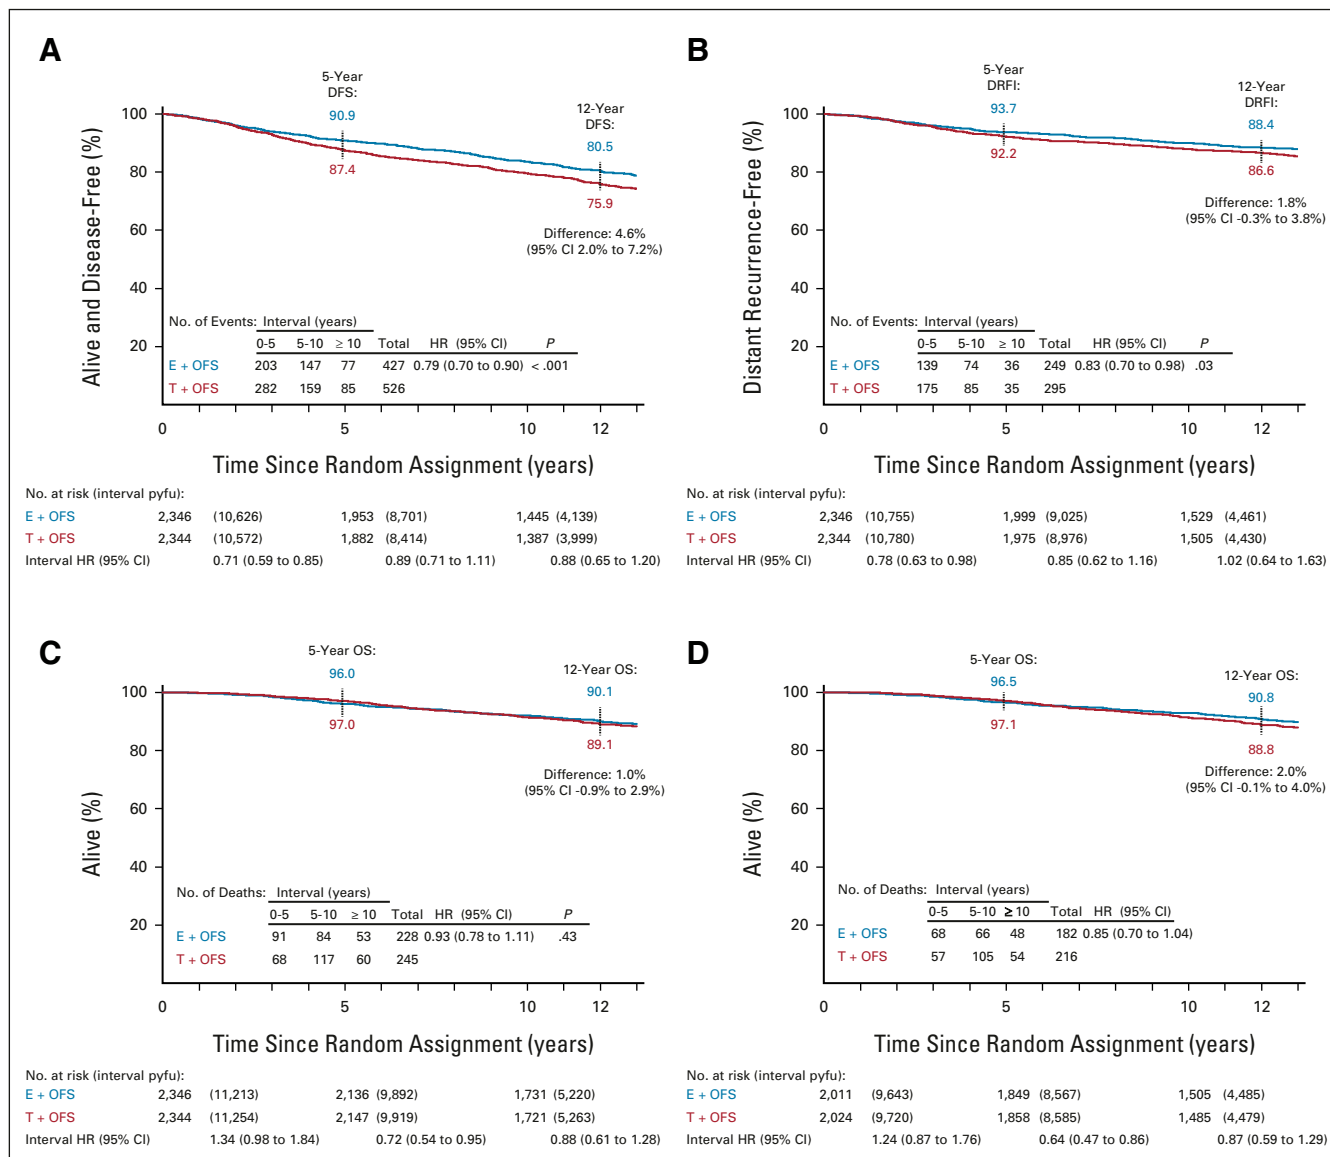 A
5-Year
DFS:
90.9
12-Year
DFS:
80.5
87.4
75.9
Difference: 4.6%
(95% CI 2.0% to 7.2%)
Alive and Disease-Free (%)
100
80
60
40
20
No. of Events: Interval (years)
0-5 5-10 ≥ 10 Total HR (95% CI) P
E + OFS 203 147 77 427 0.79 (0.70 to 0.90) < .001
T + OFS 282 159 85 526
0 5 10 12
Time Since Random Assignment (years)
No. at risk (interval pyfu):
E + OFS 2,346 (10,626) 1,953 (8,701) 1,445 (4,139)
T + OFS 2,344 (10,572) 1,882 (8,414) 1,387 (3,999)
Interval HR (95% CI) 0.71 (0.59 to 0.85) 0.89 (0.71 to 1.11) 0.88 (0.65 to 1.20)
B
5-Year
DRFI:
93.7
12-Year
DRFI:
88.4
92.2
86.6
Difference: 1.8%
(95% CI -0.3% to 3.8%)
Distant Recurrence-Free (%)
100
80
60
40
20
No. of Events: Interval (years)
0-5 5-10 ≥ 10 Total HR (95% CI) P
E + OFS 139 74 36 249 0.83 (0.70 to 0.98) .03
T + OFS 175 85 35 295
0 5 10 12
Time Since Random Assignment (years)
No. at risk (interval pyfu):
E + OFS 2,346 (10,755) 1,999 (9,025) 1,529 (4,461)
T + OFS 2,344 (10,780) 1,975 (8,976) 1,505 (4,430)
Interval HR (95% CI) 0.78 (0.63 to 0.98) 0.85 (0.62 to 1.16) 1.02 (0.64 to 1.63)
C
5-Year OS:
96.0
12-Year OS:
90.1
97.0
89.1
Difference: 1.0%
(95% CI -0.9% to 2.9%)
Alive (%)
100
80
60
40
20
No. of Deaths: Interval (years)
0-5 5-10 ≥ 10 Total HR (95% CI) P
E + OFS 91 84 53 228 0.93 (0.78 to 1.11) .43
T + OFS 68 117 60 245
0 5 10 12
Time Since Random Assignment (years)
No. at risk (interval pyfu):
E + OFS 2,346 (11,213) 2,136 (9,892) 1,731 (5,220)
T + OFS 2,344 (11,254) 2,147 (9,919) 1,721 (5,263)
Interval HR (95% CI) 1.34 (0.98 to 1.84) 0.72 (0.54 to 0.95) 0.88 (0.61 to 1.28)
D
5-Year OS:
96.5
12-Year OS:
90.8
97.1
88.8
Difference: 2.0%
(95% CI -0.1% to 4.0%)
Alive (%)
100
80
60
40
20
No. of Deaths: Interval (years)
0-5 5-10 ≥ 10 Total HR (95% CI)
E + OFS 68 66 48 182 0.85 (0.70 to 1.04)
T + OFS 57 105 54 216
0 5 10 12
Time Since Random Assignment (years)
No. at risk (interval pyfu):
E + OFS 2,011 (9,643) 1,849 (8,567) 1,505 (4,485)
T + OFS 2,024 (9,720) 1,858 (8,585) 1,485 (4,479)
Interval HR (95% CI) 1.24 (0.87 to 1.76) 0.64 (0.47 to 0.86) 0.87 (0.59 to 1.29)